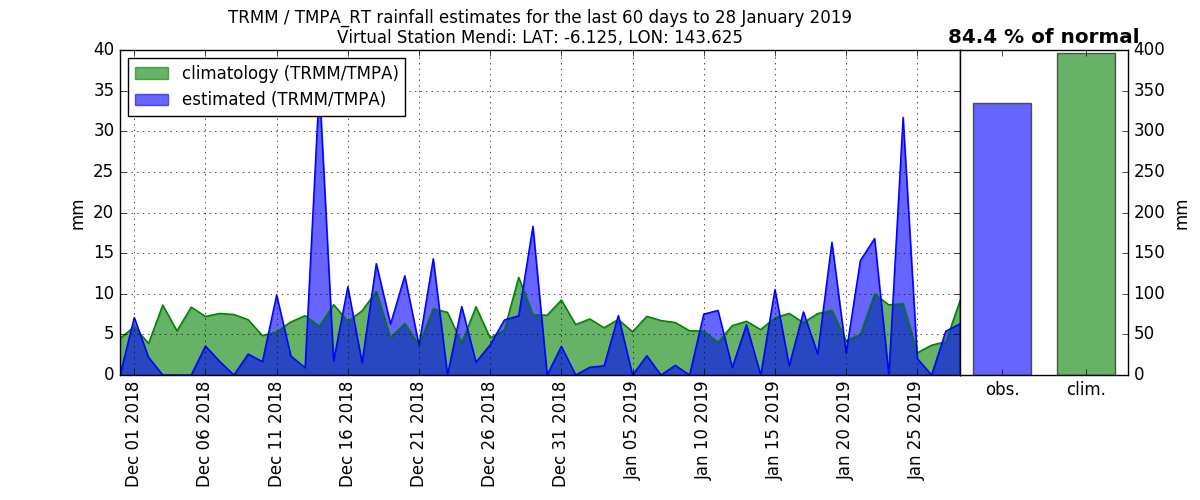 TRMM / TMPA_RT rainfall estimates for the last 60 days to 28 January 2019
Virtual Station Mendi: LAT: -6.125, LON: 143.625
84.4 % of normal
climatology (TRMM/TMPA)
estimated (TRMM/TMPA)
mm
40
35
30
25
20
15
10
5
0
Dec 01 2018
Dec 06 2018
Dec 11 2018
Dec 16 2018
Dec 21 2018
Dec 26 2018
Dec 31 2018
Jan 05 2019
Jan 10 2019
Jan 15 2019
Jan 20 2019
Jan 25 2019
obs.
clim.
400
350
300
250
200
150
100
50
0
mm